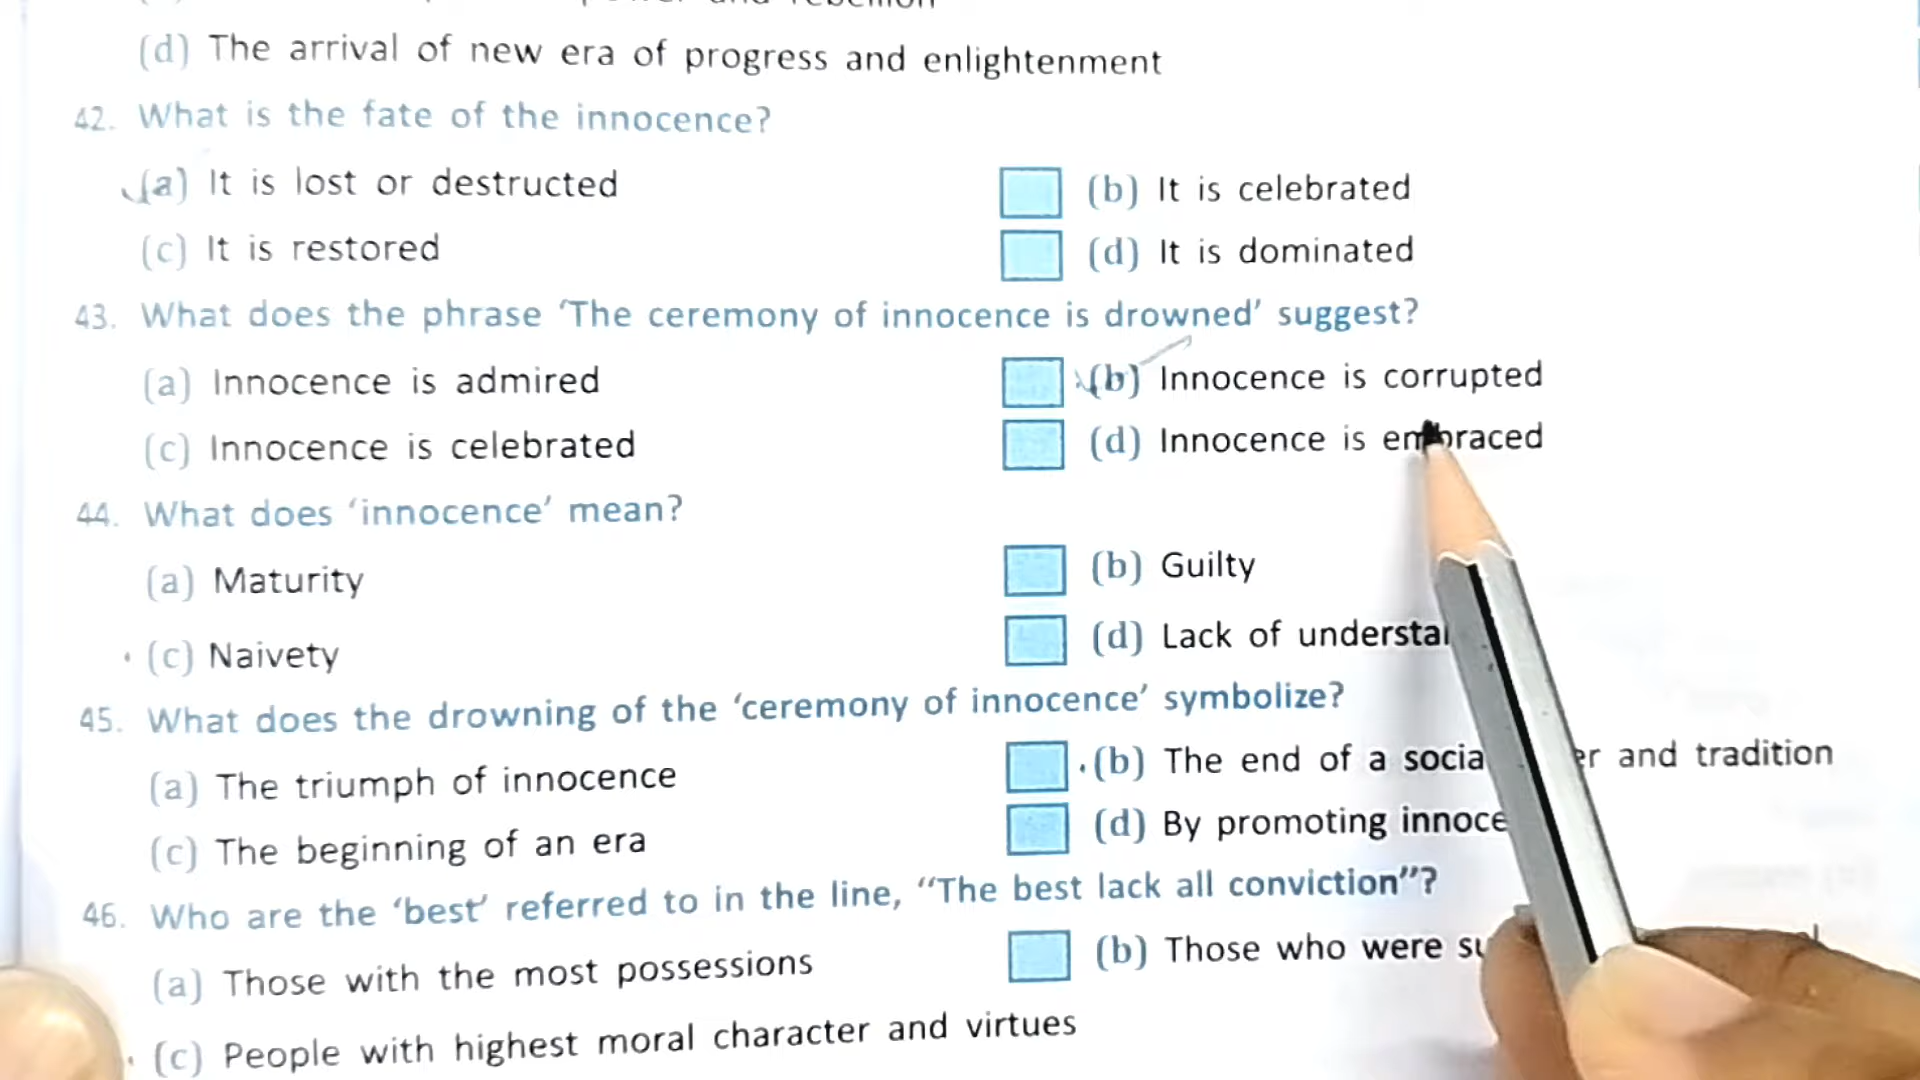 (d) The arrival of new era of progress and enlightenment
42. What is the fate of the innocence?
(a) It is lost or destructed (b) It is celebrated
(c) It is restored (d) It is dominated
43. What does the phrase ‘The ceremony of innocence is drowned’ suggest?
(a) Innocence is admired (b) Innocence is corrupted
(c) Innocence is celebrated (d) Innocence is embraced
44. What does ‘innocence’ mean?
(a) Maturity (b) Guilty
(c) Naivety (d) Lack of
45. What does the drowning of the ‘ceremony of innocence’ symbolize?
(a) The triumph of innocence (b) The end of a and tradition
(c) The beginning of an era (d) By promoting
46. Who are the ‘best’ referred to in the line, “The best lack all conviction”?
(a) Those with the most possessions (b) Those who were
(c) People with highest moral character and virtues